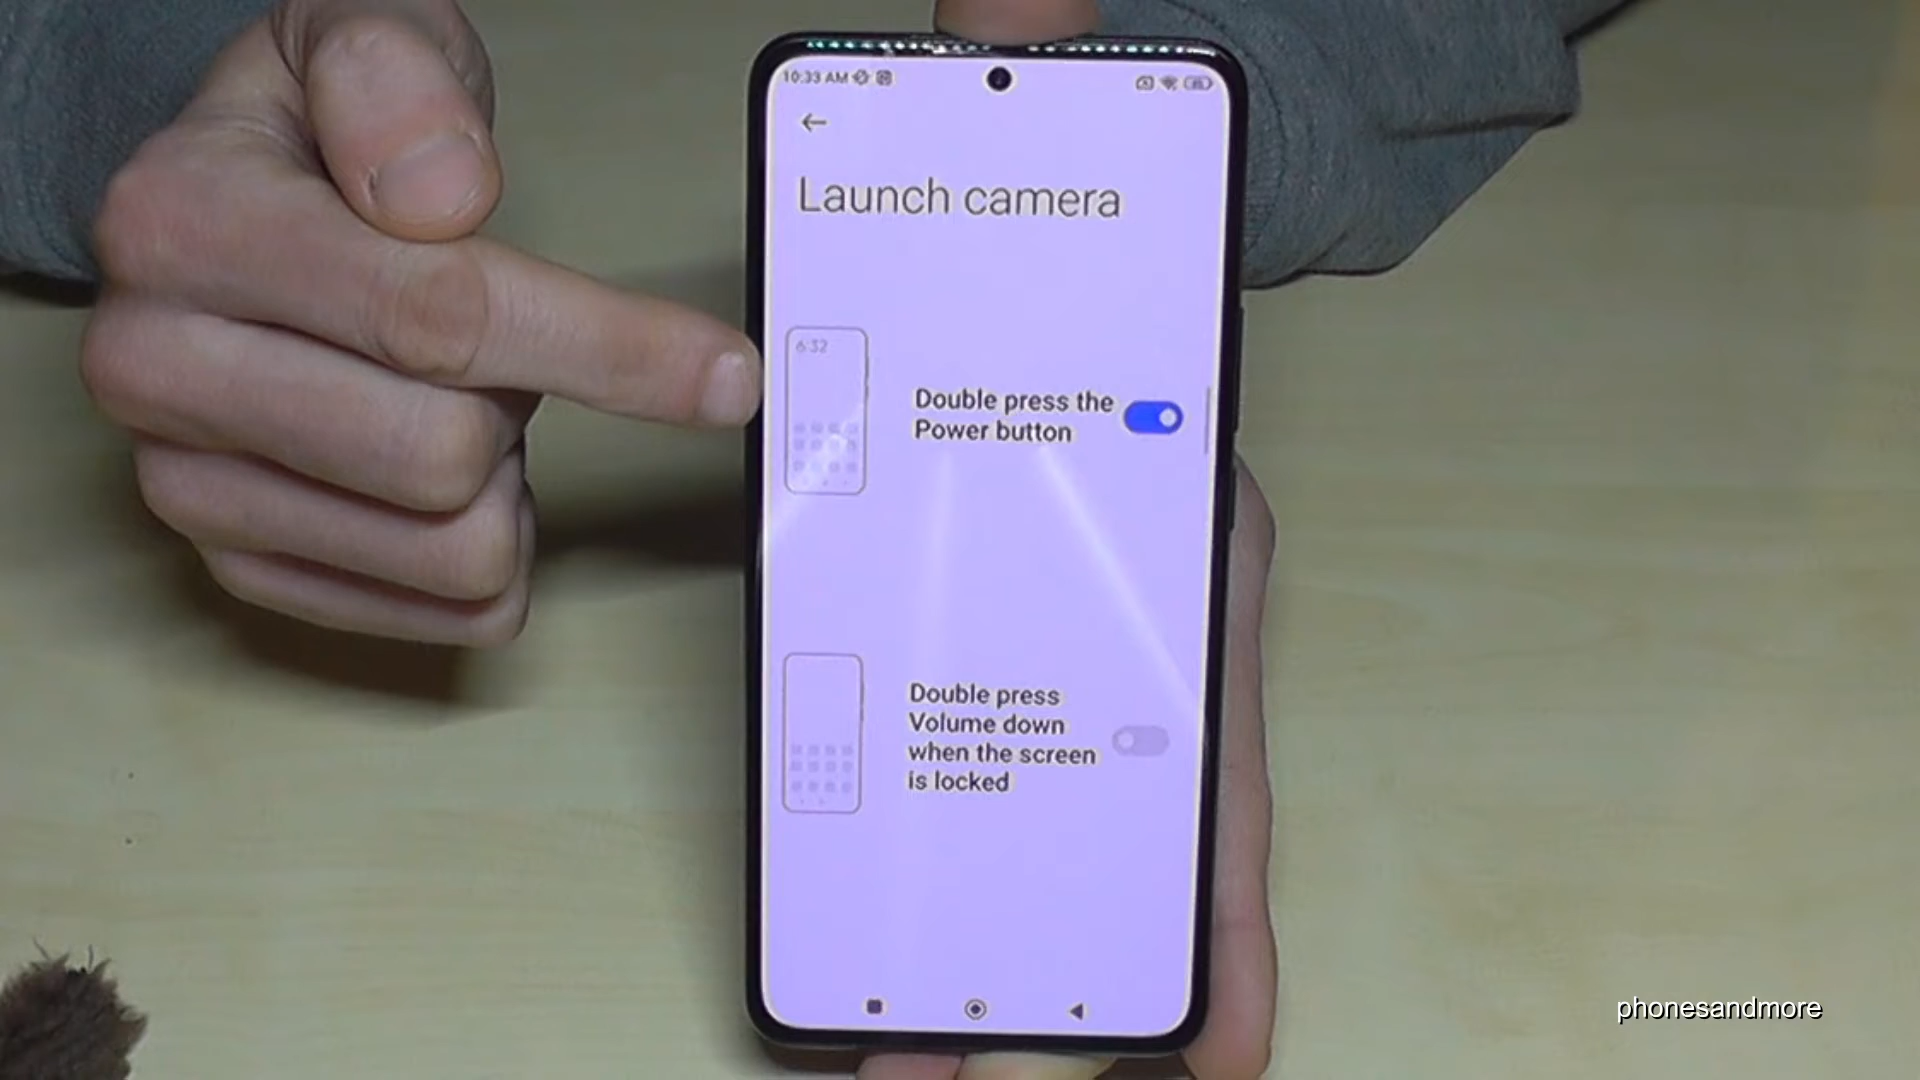 10:33 AM
Launch camera
6:32
Double press the
Power button
Double press
Volume down
when the screen
is locked
phonesandmore